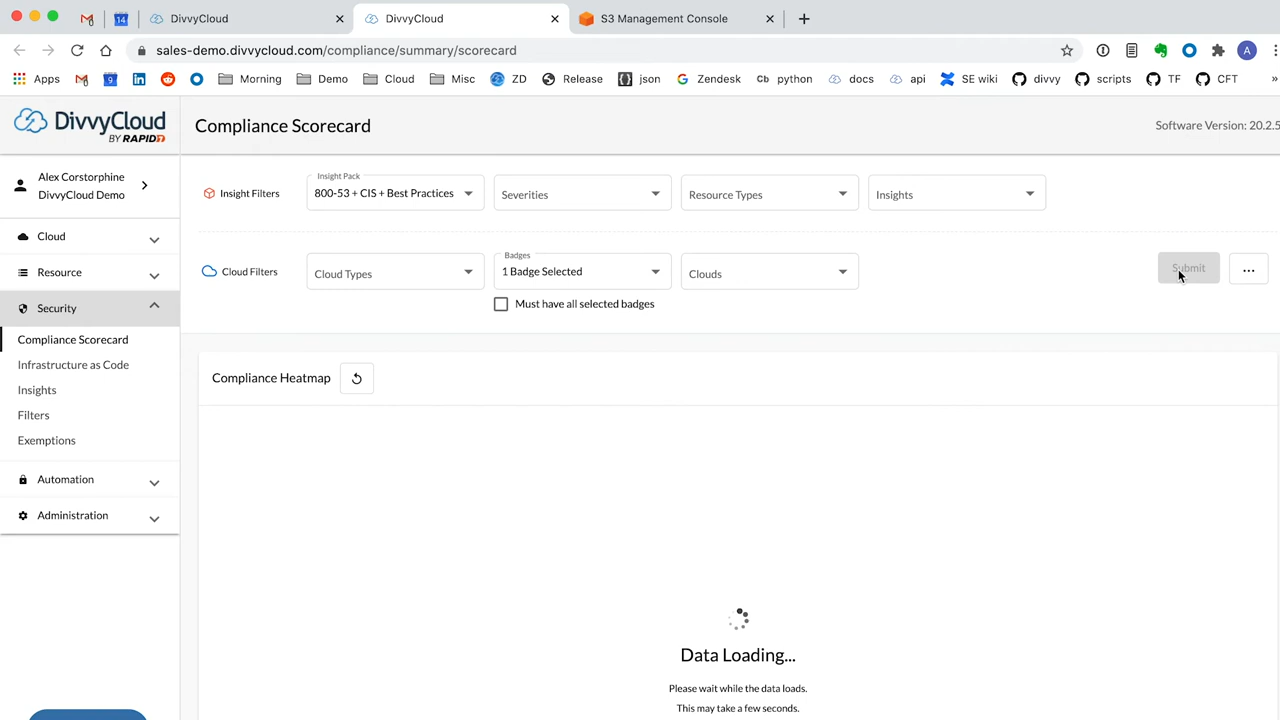 14
DivvyCloud
DivvyCloud
S3 Management Console
sales-demo.divvycloud.com/compliance/summary/scorecard
A
Apps
9
Morning
Demo
Cloud
Misc
ZD
Release
json
Zendesk
Cb python
docs
api
SE wiki
divvy
scripts
TF
CFT
»
DivvyCloud
BY RAPID7
Compliance Scorecard
Software Version: 20.2.5
Alex Corstorphine
DivvyCloud Demo
Cloud
Resource
Security
Compliance Scorecard
Infrastructure as Code
Insights
Filters
Exemptions
Automation
Administration
Insight Filters
Insight Pack
800-53 + CIS + Best Practices
Severities
Resource Types
Insights
Cloud Filters
Cloud Types
Badges
1 Badge Selected
Clouds
Must have all selected badges
Submit
...
Compliance Heatmap
Data Loading...
Please wait while the data loads.
This may take a few seconds.